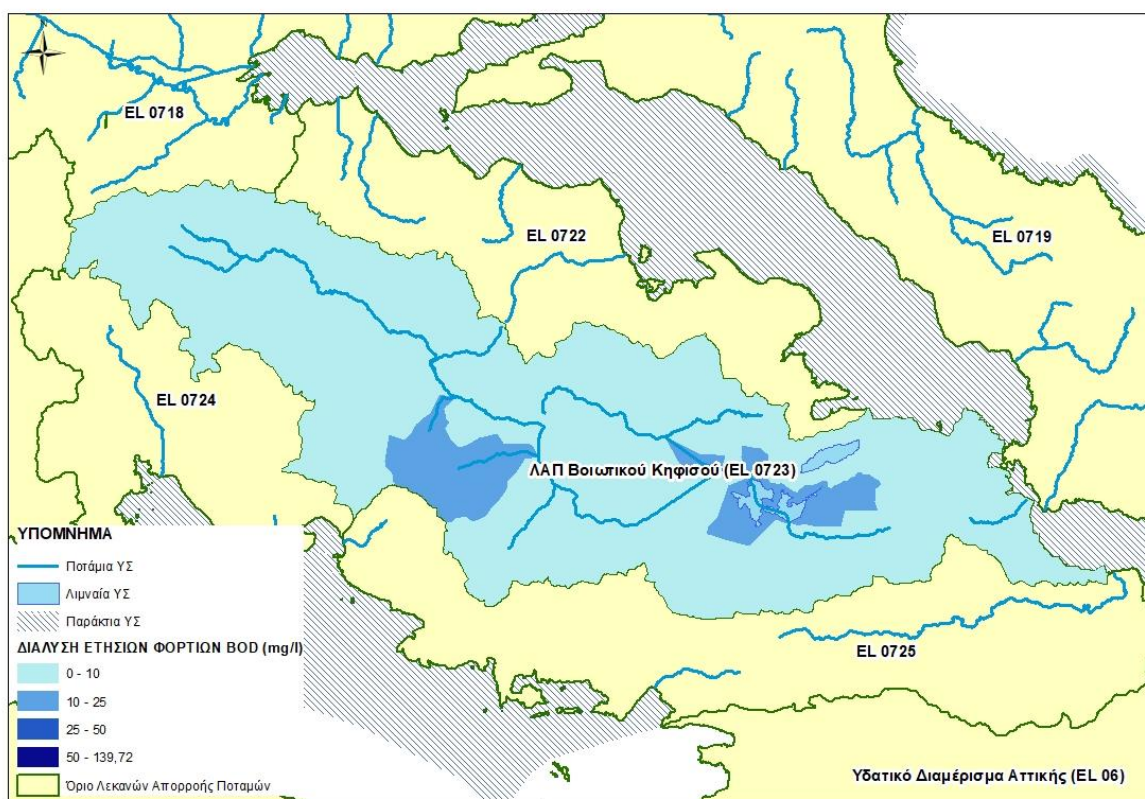 EL 0718
EL 0722
EL 0719
EL 0724
ΛΑΠ Βοιωτικού Κηφισού (EL 0723)
EL 0725
Υδατικό Διαμέρισμα Αττικής (EL 06)
ΥΠΟΜΝΗΜΑ
Ποτάμια ΥΣ
Λιμναία ΥΣ
Παράκτια ΥΣ
ΔΙΑΛΥΣΗ ΕΤΗΣΙΩΝ ΦΟΡΤΙΩΝ BOD (mg/l)
0 - 10
10 - 25
25 - 50
50 - 139,72
Όριο Λεκανών Απορροής Ποταμών